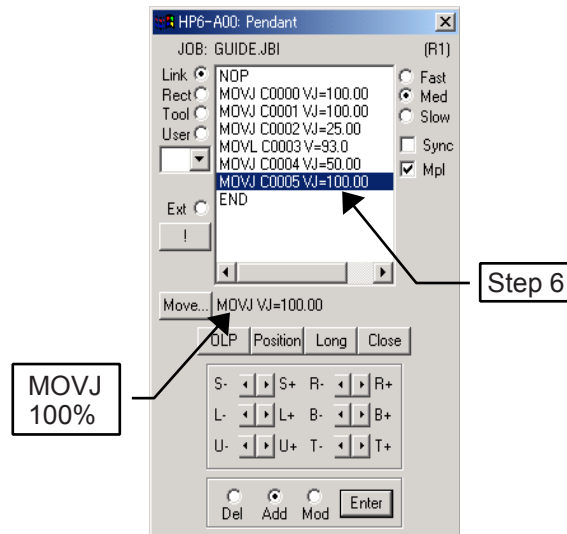 HP6-A00: Pendant
JOB: GUIDE.JBI (R1)
Link
Rect
Tool
User
Ext
!
NOP
MOVJ C0000 VJ=100.00
MOVJ C0001 VJ=100.00
MOVJ C0002 VJ=25.00
MOVL C0003 V=93.0
MOVJ C0004 VJ=50.00
MOVJ C0005 VJ=100.00
END
Fast
Med
Slow
Sync
Mpl
Step 6
Move... MOVJ VJ=100.00
OLP Position Long Close
MOVJ
100%
S- S+ R- R+
L- L+ B- B+
U- U+ T- T+
Del Add Mod Enter